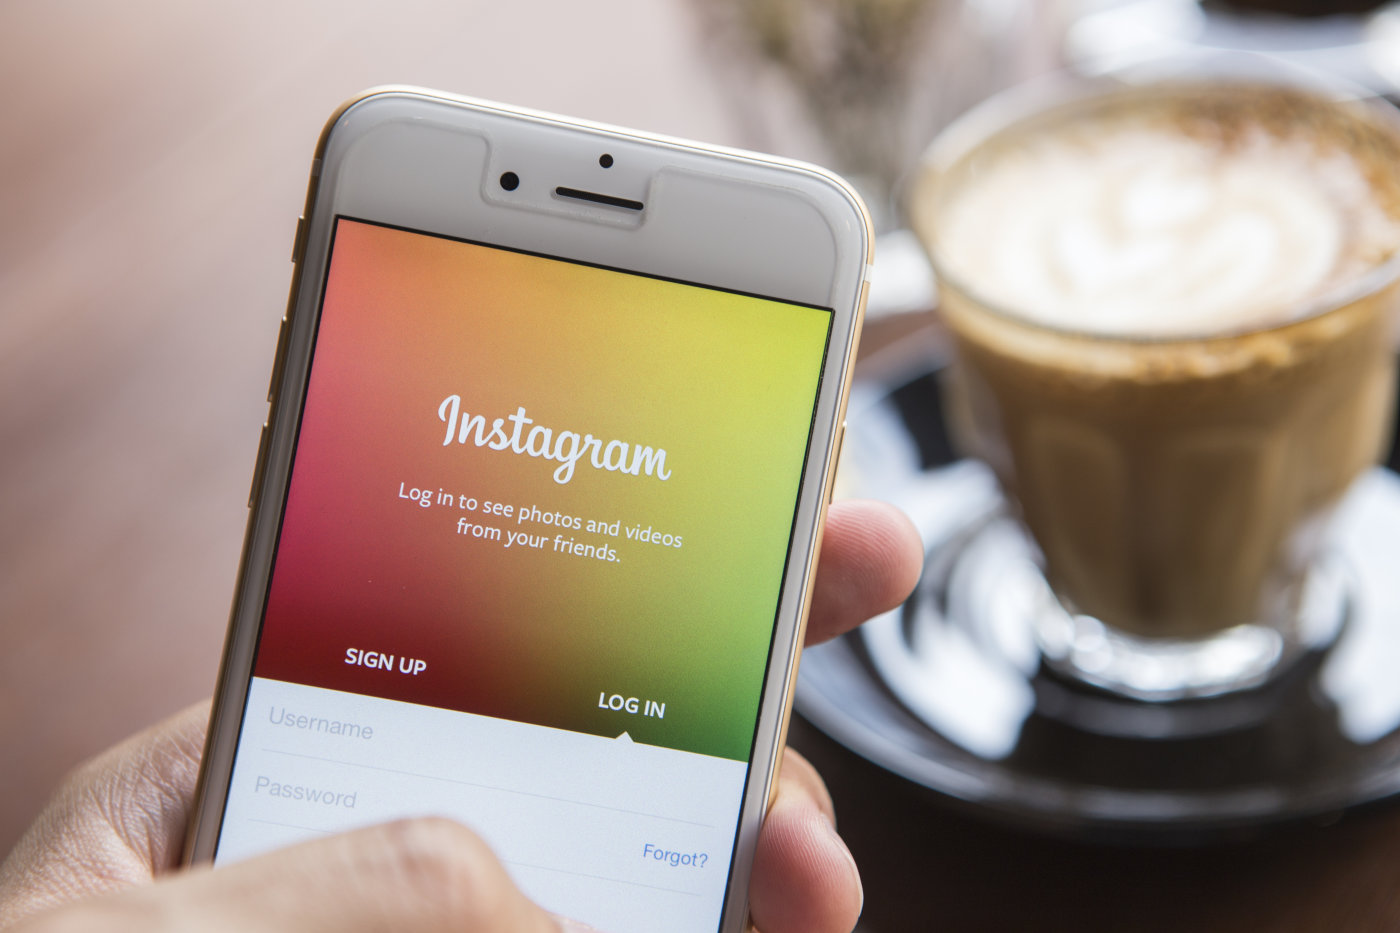 Instagram
Log in to see photos and videos
from your friends.
SIGN UP
LOG IN
Username
Password
Forgot?